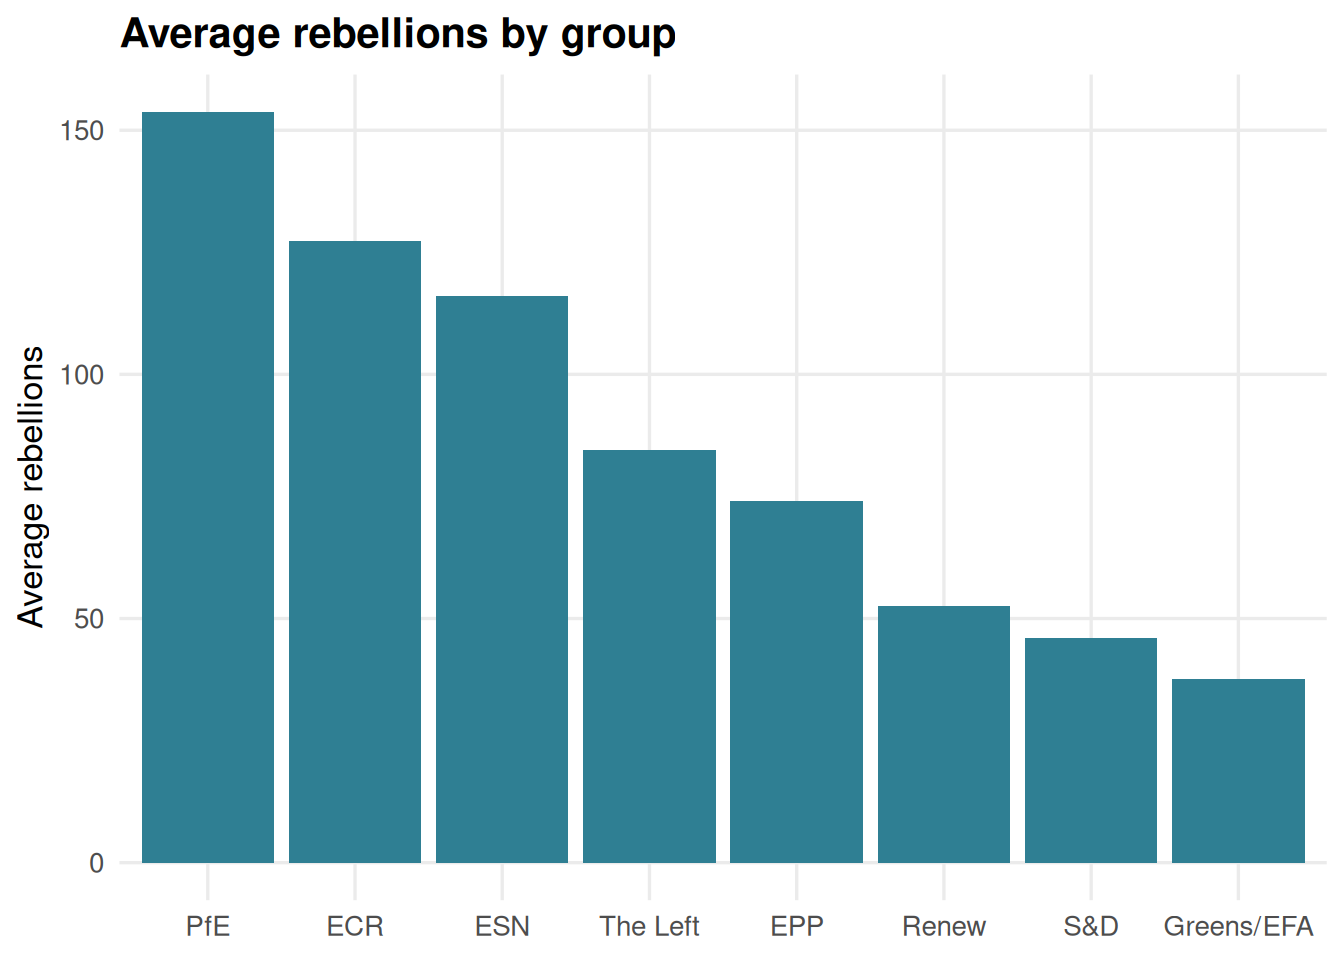 Average rebellions by group
Average rebellions
150
100
50
0
PfE ECR ESN The Left EPP Renew S&D Greens/EFA